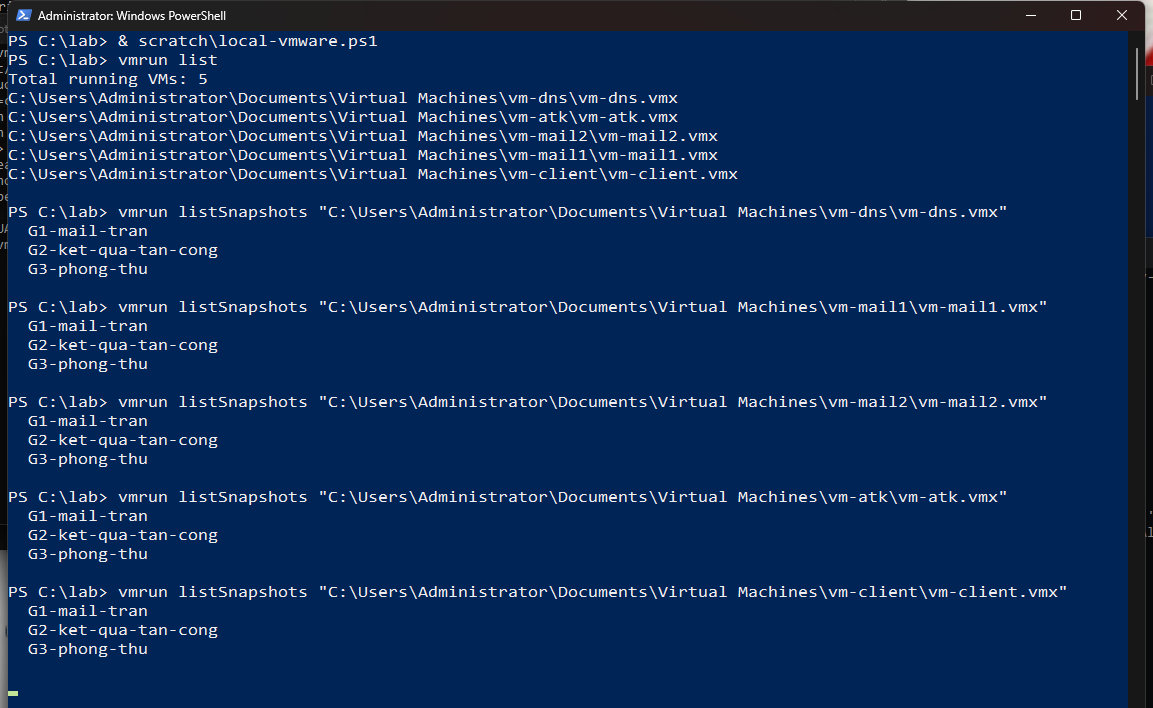 Administrator: Windows PowerShell
PS C:\lab> & scratch\local-vmware.ps1
PS C:\lab> vmrun list
Total running VMs: 5
C:\Users\Administrator\Documents\Virtual Machines\vm-dns\vm-dns.vmx
C:\Users\Administrator\Documents\Virtual Machines\vm-atk\vm-atk.vmx
C:\Users\Administrator\Documents\Virtual Machines\vm-mail2\vm-mail2.vmx
C:\Users\Administrator\Documents\Virtual Machines\vm-mail1\vm-mail1.vmx
C:\Users\Administrator\Documents\Virtual Machines\vm-client\vm-client.vmx
PS C:\lab> vmrun listSnapshots "C:\Users\Administrator\Documents\Virtual Machines\vm-dns\vm-dns.vmx"
G1-mail-tran
G2-ket-qua-tan-cong
G3-phong-thu
PS C:\lab> vmrun listSnapshots "C:\Users\Administrator\Documents\Virtual Machines\vm-mail1\vm-mail1.vmx"
G1-mail-tran
G2-ket-qua-tan-cong
G3-phong-thu
PS C:\lab> vmrun listSnapshots "C:\Users\Administrator\Documents\Virtual Machines\vm-mail2\vm-mail2.vmx"
G1-mail-tran
G2-ket-qua-tan-cong
G3-phong-thu
PS C:\lab> vmrun listSnapshots "C:\Users\Administrator\Documents\Virtual Machines\vm-atk\vm-atk.vmx"
G1-mail-tran
G2-ket-qua-tan-cong
G3-phong-thu
PS C:\lab> vmrun listSnapshots "C:\Users\Administrator\Documents\Virtual Machines\vm-client\vm-client.vmx"
G1-mail-tran
G2-ket-qua-tan-cong
G3-phong-thu